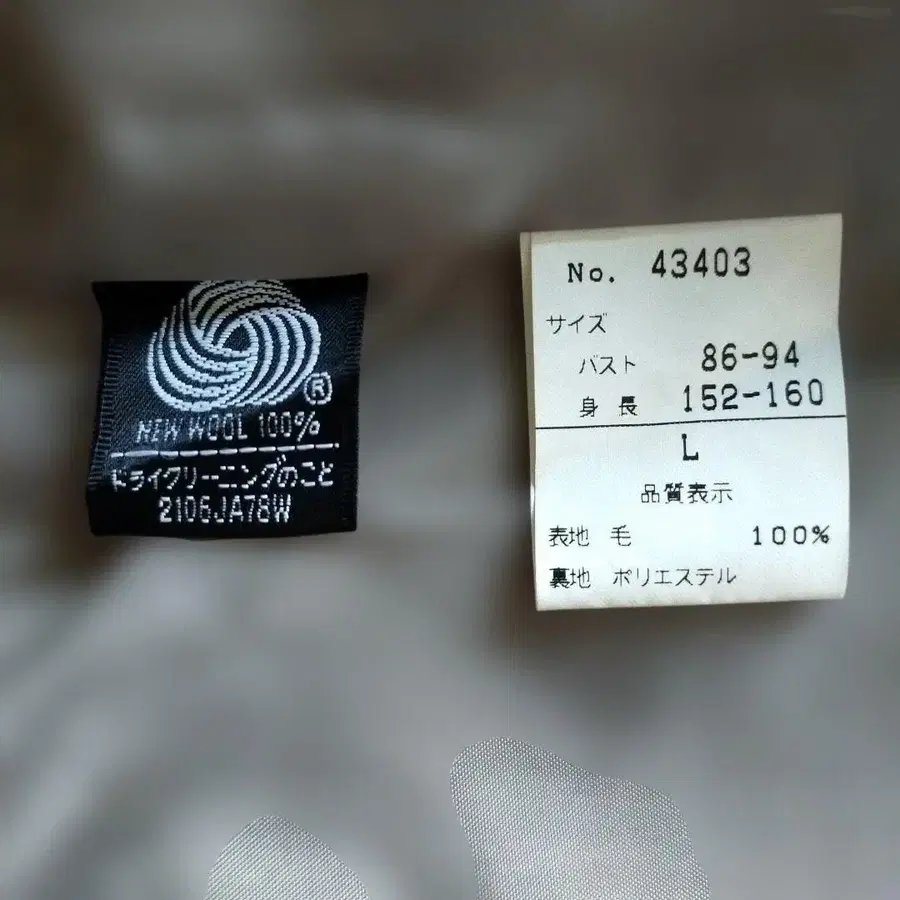 ®
NEW WOOL 100%
ドライクリーニングのこと
2106JA78W
No. 43403
サイズ
バスト 86-94
身長 152-160
L
品質表示
表地 毛 100%
裏地 ポリエステル